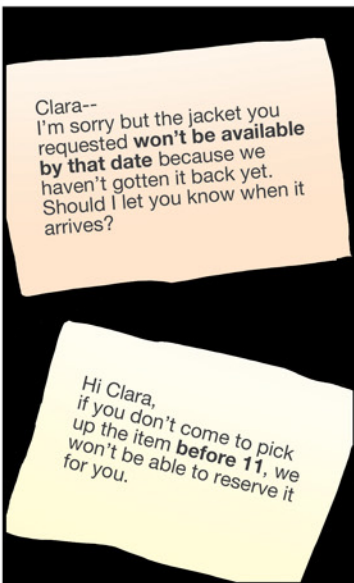 Clara--
I'm sorry but the jacket you
requested won't be available
by that date because we
haven't gotten it back yet.
Should I let you know when it
arrives?
Hi Clara,
if you don't come to pick
up the item before 11, we
won't be able to reserve it
for you.